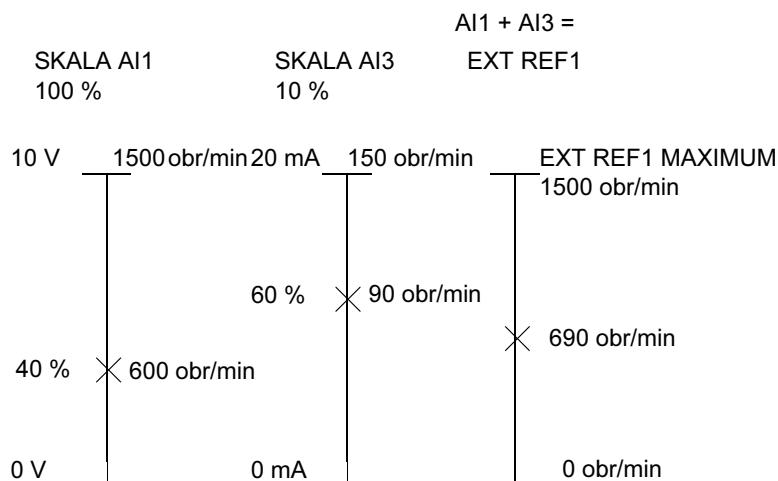 AI1 + AI3 =
SKALA AI1 SKALA AI3 EXT REF1
100 % 10 %
10 V 1500 obr/min 20 mA 150 obr/min EXT REF1 MAXIMUM
1500 obr/min
60 % 90 obr/min
690 obr/min
40 % 600 obr/min
0 V 0 mA 0 obr/min